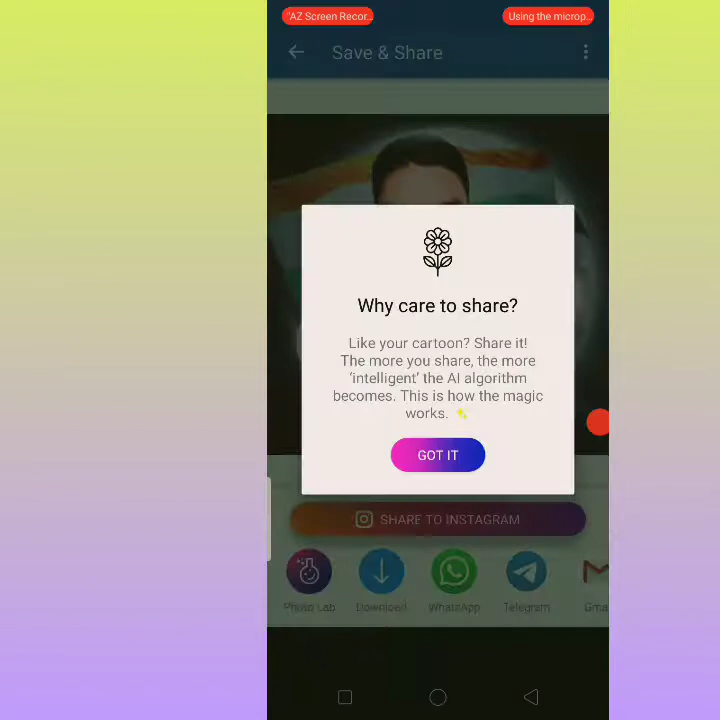 "AZ Screen Recor...
Using the microp...
Save & Share
Why care to share?
Like your cartoon? Share it!
The more you share, the more
'intelligent' the AI algorithm
becomes. This is how the magic
works. ✨
GOT IT
SHARE TO INSTAGRAM
Photo Lab
Download
WhatsApp
Telegram
Gma